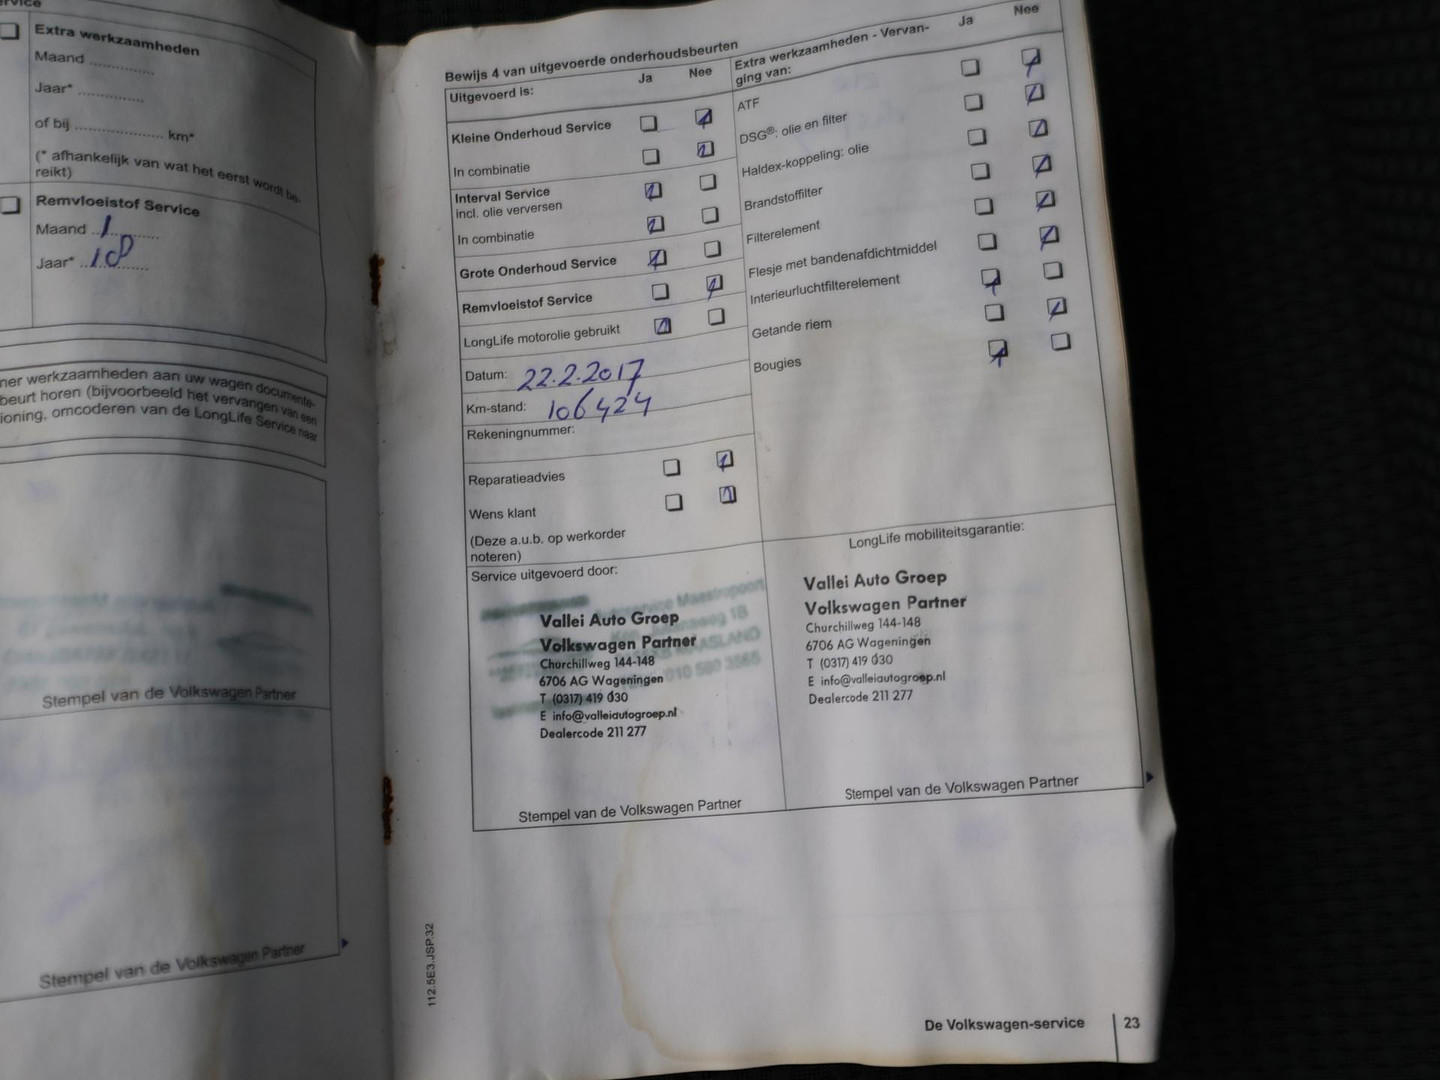 Extra werkzaamheden
Maand ................
Jaar* ................
of bij ...................... km*
(* afhankelijk van wat het eerst wordt be-
reikt)
Remvloeistof Service
Maand 1
Jaar* 18
werkzaamheden aan uw wagen documente-
beurt horen (bijvoorbeeld het vervangen van een
omcoderen van de LongLife Service naar
Stempel van de Volkswagen Partner
Stempel van de Volkswagen Partner
Bewijs 4 van uitgevoerde onderhoudsbeurten
Uitgevoerd is: Ja Nee
Kleine Onderhoud Service
In combinatie
Interval Service
incl. olie verversen
In combinatie
Grote Onderhoud Service
Remvloeistof Service
LongLife motorolie gebruikt
Datum: 22.2.2017
Km-stand: 106424
Rekeningnummer:
Reparatieadvies
Wens klant
(Deze a.u.b. op werkorder
noteren)
Extra werkzaamheden - Vervan-
ging van: Ja Nee
ATF
DSG®: olie en filter
Haldex-koppeling: olie
Brandstoffilter
Filterelement
Flesje met bandenafdichtmiddel
Interieurluchtfilterelement
Getande riem
Bougies
Service uitgevoerd door:
Vallei Auto Groep
Volkswagen Partner
Churchillweg 144-148
6706 AG Wageningen
T (0317) 419 030
E info@valleiautogroep.nl
Dealercode 211 277
Stempel van de Volkswagen Partner
LongLife mobiliteitsgarantie:
Vallei Auto Groep
Volkswagen Partner
Churchillweg 144-148
6706 AG Wageningen
T (0317) 419 030
E info@valleiautogroep.nl
Dealercode 211 277
Stempel van de Volkswagen Partner
112.5E3.JSP.32
De Volkswagen-service 23